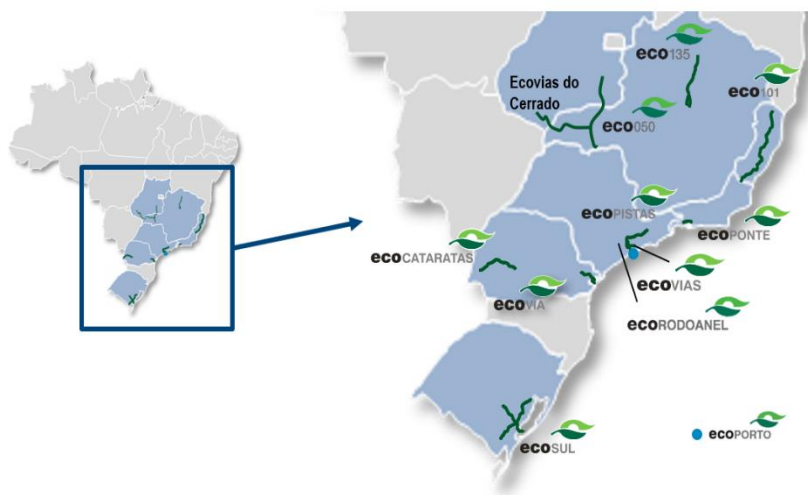 eco135
Ecovias do
Cerrado
eco101
eco050
ecoPISTAS
ecoPONTE
ecoCATARATAS
ecoVIAS
ecoVIA
ecoRODOANEL
ecoPORTO
ecoSUL